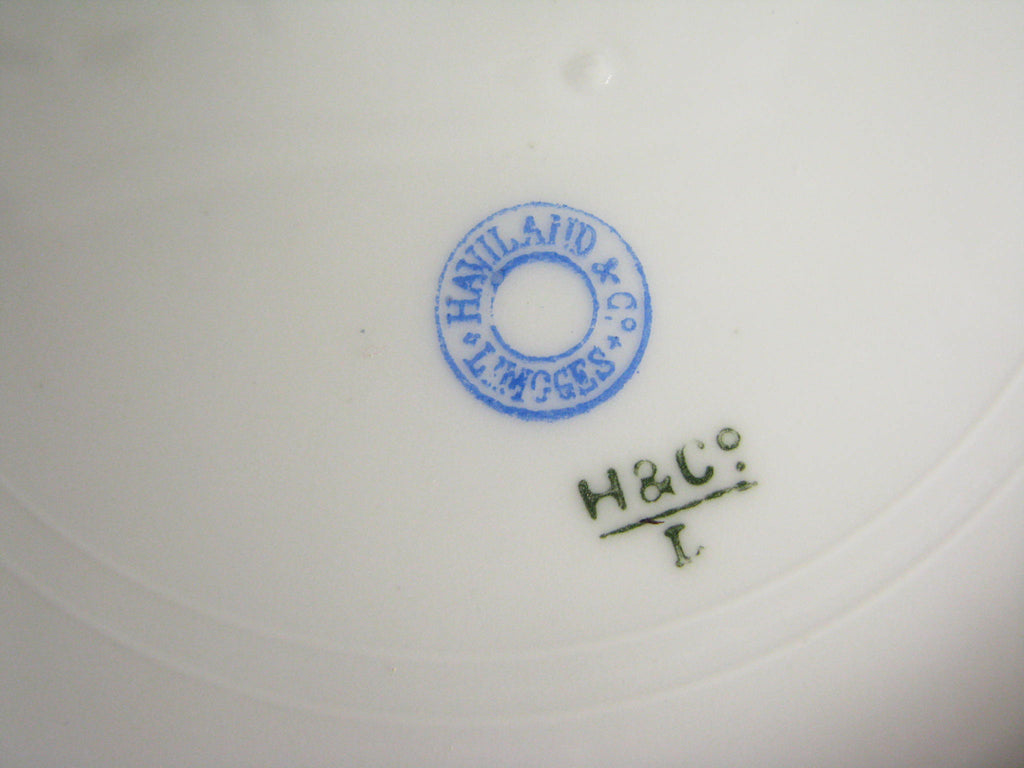 HAVILAND & Cº
LIMOGES
H & Cº
L